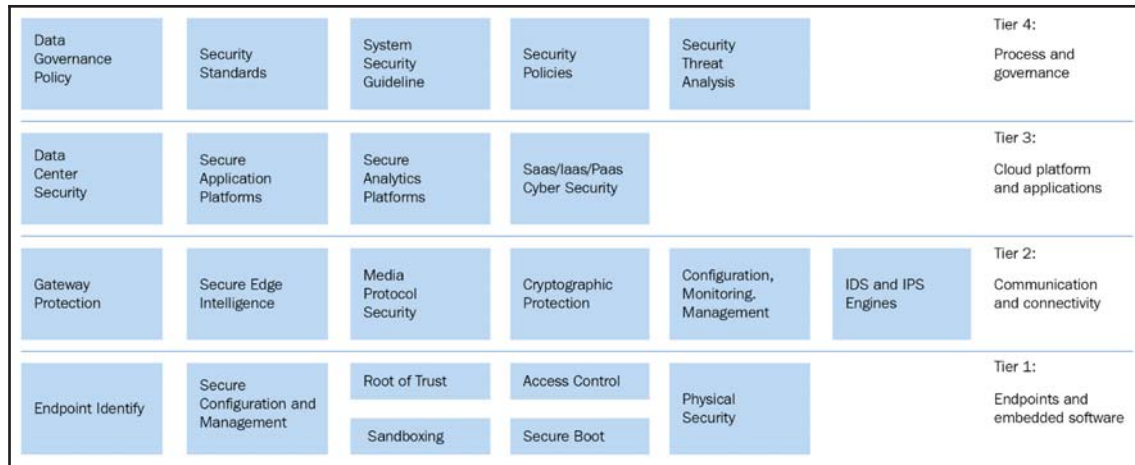 Data
Governance
Policy
Security
Standards
System
Security
Guideline
Security
Policies
Security
Threat
Analysis
Tier 4:
Process and
governance
Data
Center
Security
Secure
Application
Platforms
Secure
Analytics
Platforms
Saas/Iaas/Paas
Cyber Security
Tier 3:
Cloud platform
and applications
Gateway
Protection
Secure Edge
Intelligence
Media
Protocol
Security
Cryptographic
Protection
Configuration,
Monitoring.
Management
IDS and IPS
Engines
Tier 2:
Communication
and connectivity
Endpoint Identify
Secure
Configuration and
Management
Root of Trust
Sandboxing
Access Control
Secure Boot
Physical
Security
Tier 1:
Endpoints and
embedded software